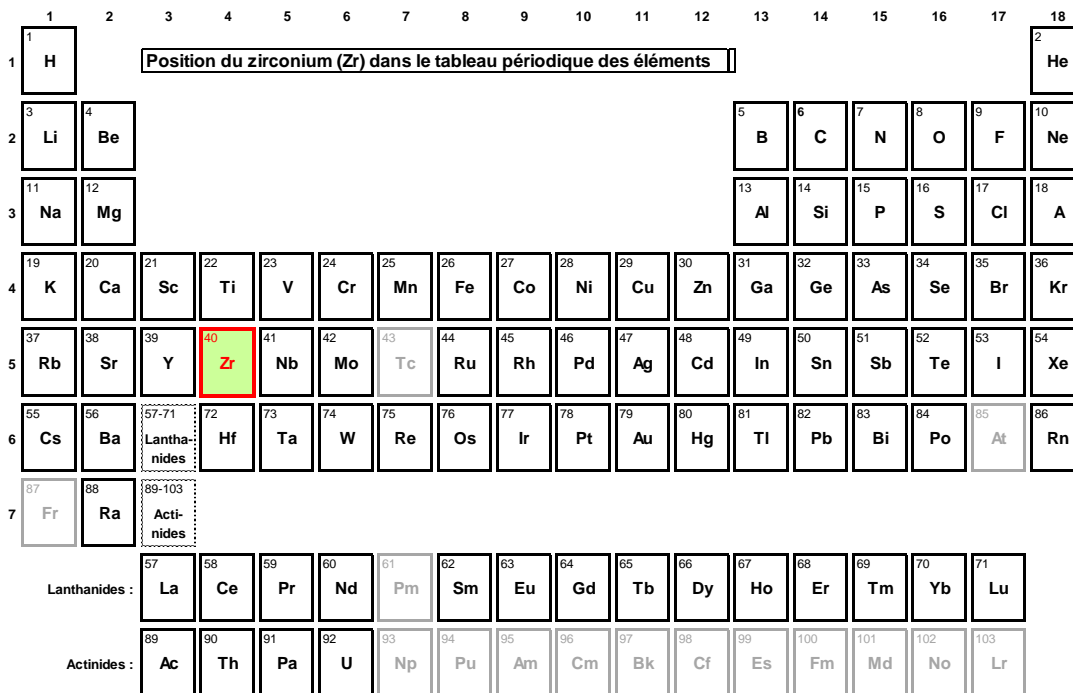 1 2 3 4 5 6 7 8 9 10 11 12 13 14 15 16 17 18
Position du zirconium (Zr) dans le tableau périodique des éléments
1 2
1 H He
3 4 5 6 7 8 9 10
2 Li Be B C N O F Ne
11 12 13 14 15 16 17 18
3 Na Mg Al Si P S Cl A
19 20 21 22 23 24 25 26 27 28 29 30 31 32 33 34 35 36
4 K Ca Sc Ti V Cr Mn Fe Co Ni Cu Zn Ga Ge As Se Br Kr
37 38 39 40 41 42 43 44 45 46 47 48 49 50 51 52 53 54
5 Rb Sr Y Zr Nb Mo Tc Ru Rh Pd Ag Cd In Sn Sb Te I Xe
55 56 57-71 72 73 74 75 76 77 78 79 80 81 82 83 84 85 86
6 Cs Ba Lantha- Hf Ta W Re Os Ir Pt Au Hg Tl Pb Bi Po At Rn
nides
87 88 89-103
7 Fr Ra Acti-
nides
57 58 59 60 61 62 63 64 65 66 67 68 69 70 71
Lanthanides : La Ce Pr Nd Pm Sm Eu Gd Tb Dy Ho Er Tm Yb Lu
89 90 91 92 93 94 95 96 97 98 99 100 101 102 103
Actinides : Ac Th Pa U Np Pu Am Cm Bk Cf Es Fm Md No Lr